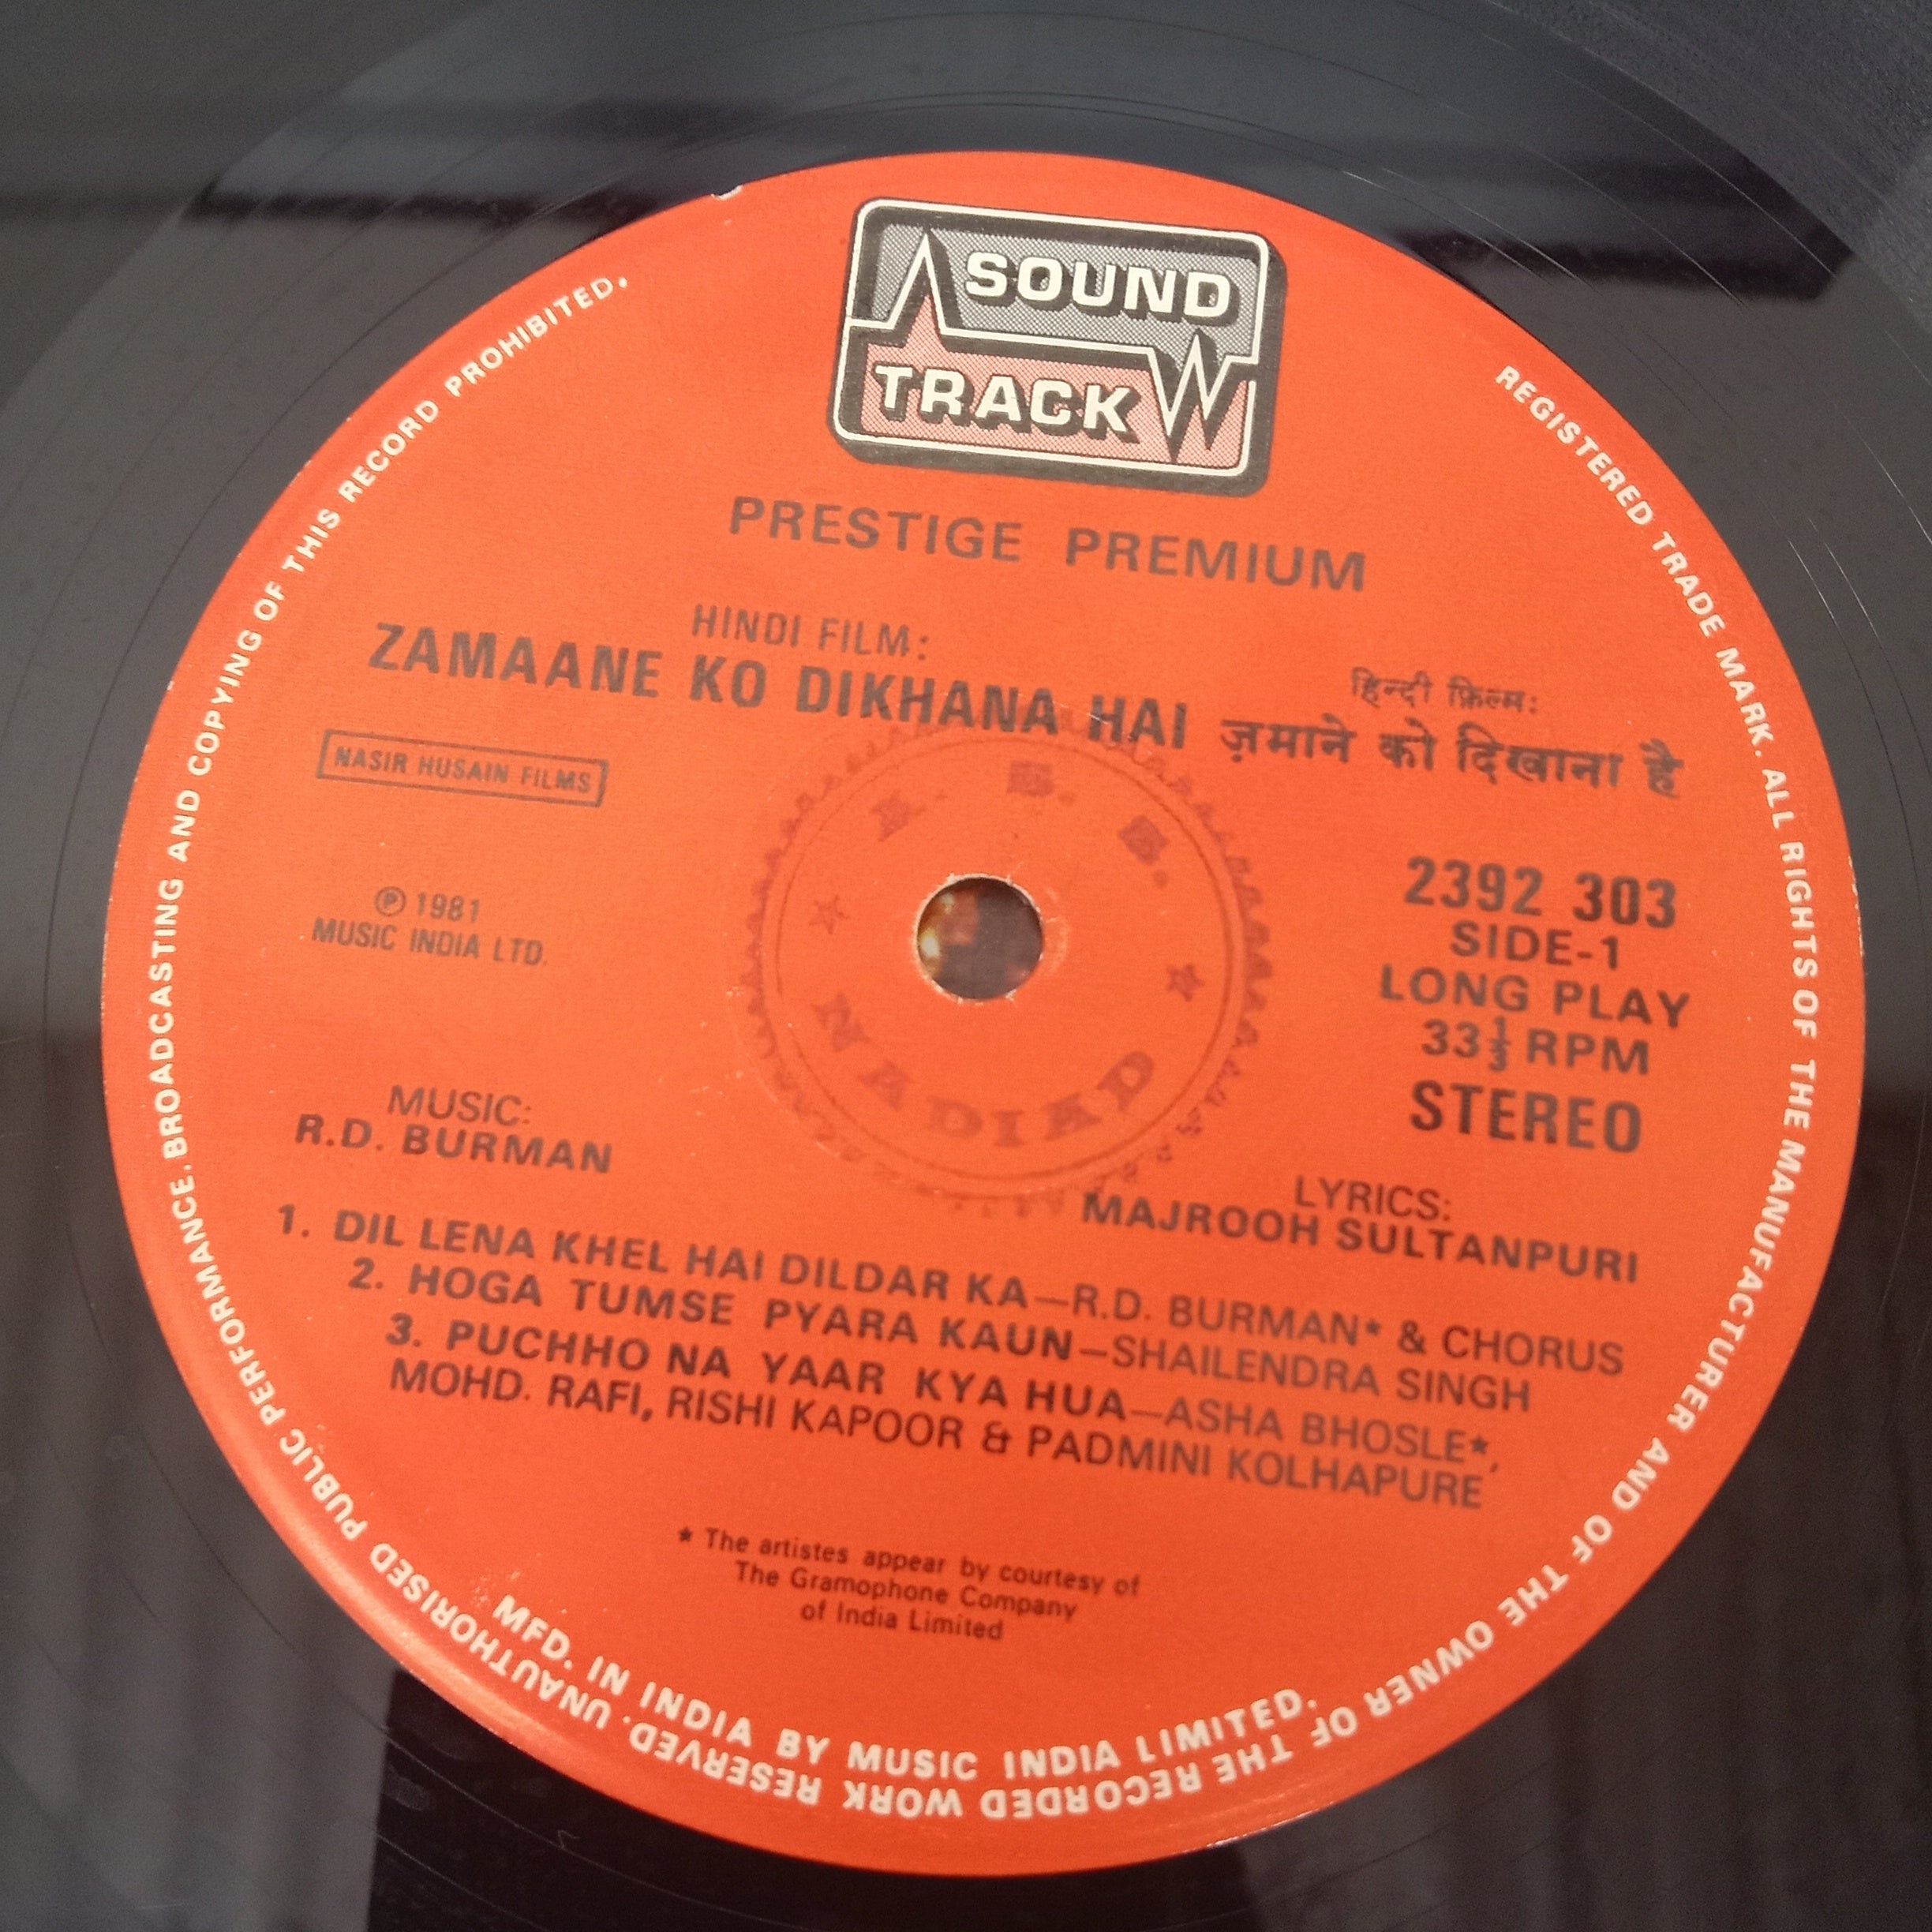 SOUND
TRACK
PRESTIGE PREMIUM
HINDI FILM:
ZAMAANE KO DIKHANA HAI
हिन्दी फ़िल्म:
ज़माने को दिखाना है
NASIR HUSAIN FILMS
℗ 1981
MUSIC INDIA LTD.
2392 303
SIDE-1
LONG PLAY
33⅓ RPM
STEREO
NADIAD
MUSIC:
R.D. BURMAN
LYRICS:
MAJROOH SULTANPURI
1. DIL LENA KHEL HAI DILDAR KA—R.D. BURMAN* & CHORUS
2. HOGA TUMSE PYARA KAUN—SHAILENDRA SINGH
3. PUCHHO NA YAAR KYA HUA—ASHA BHOSLE*,
MOHD. RAFI, RISHI KAPOOR & PADMINI KOLHAPURE
* The artistes appear by courtesy of
The Gramophone Company
of India Limited
MFD. IN INDIA BY MUSIC INDIA LIMITED.
REGISTERED TRADE MARK. ALL RIGHTS OF THE MANUFACTURER AND OF THE OWNER OF THE RECORDED WORK RESERVED. UNAUTHORISED PUBLIC PERFORMANCE. BROADCASTING AND COPYING OF THIS RECORD PROHIBITED.